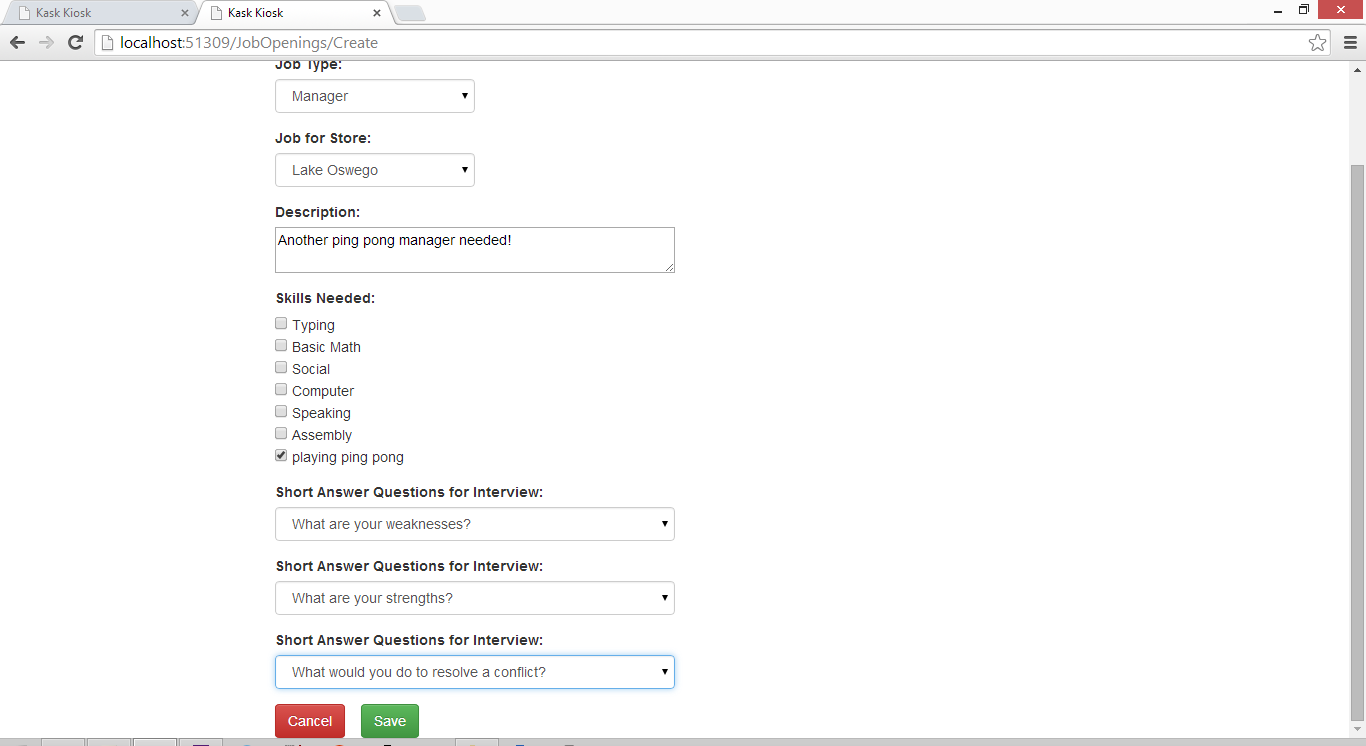 Kask Kiosk
Kask Kiosk
localhost:51309/JobOpenings/Create
Job Type:
Manager
Job for Store:
Lake Oswego
Description:
Another ping pong manager needed!
Skills Needed:
Typing
Basic Math
Social
Computer
Speaking
Assembly
playing ping pong
Short Answer Questions for Interview:
What are your weaknesses?
Short Answer Questions for Interview:
What are your strengths?
Short Answer Questions for Interview:
What would you do to resolve a conflict?
Cancel Save